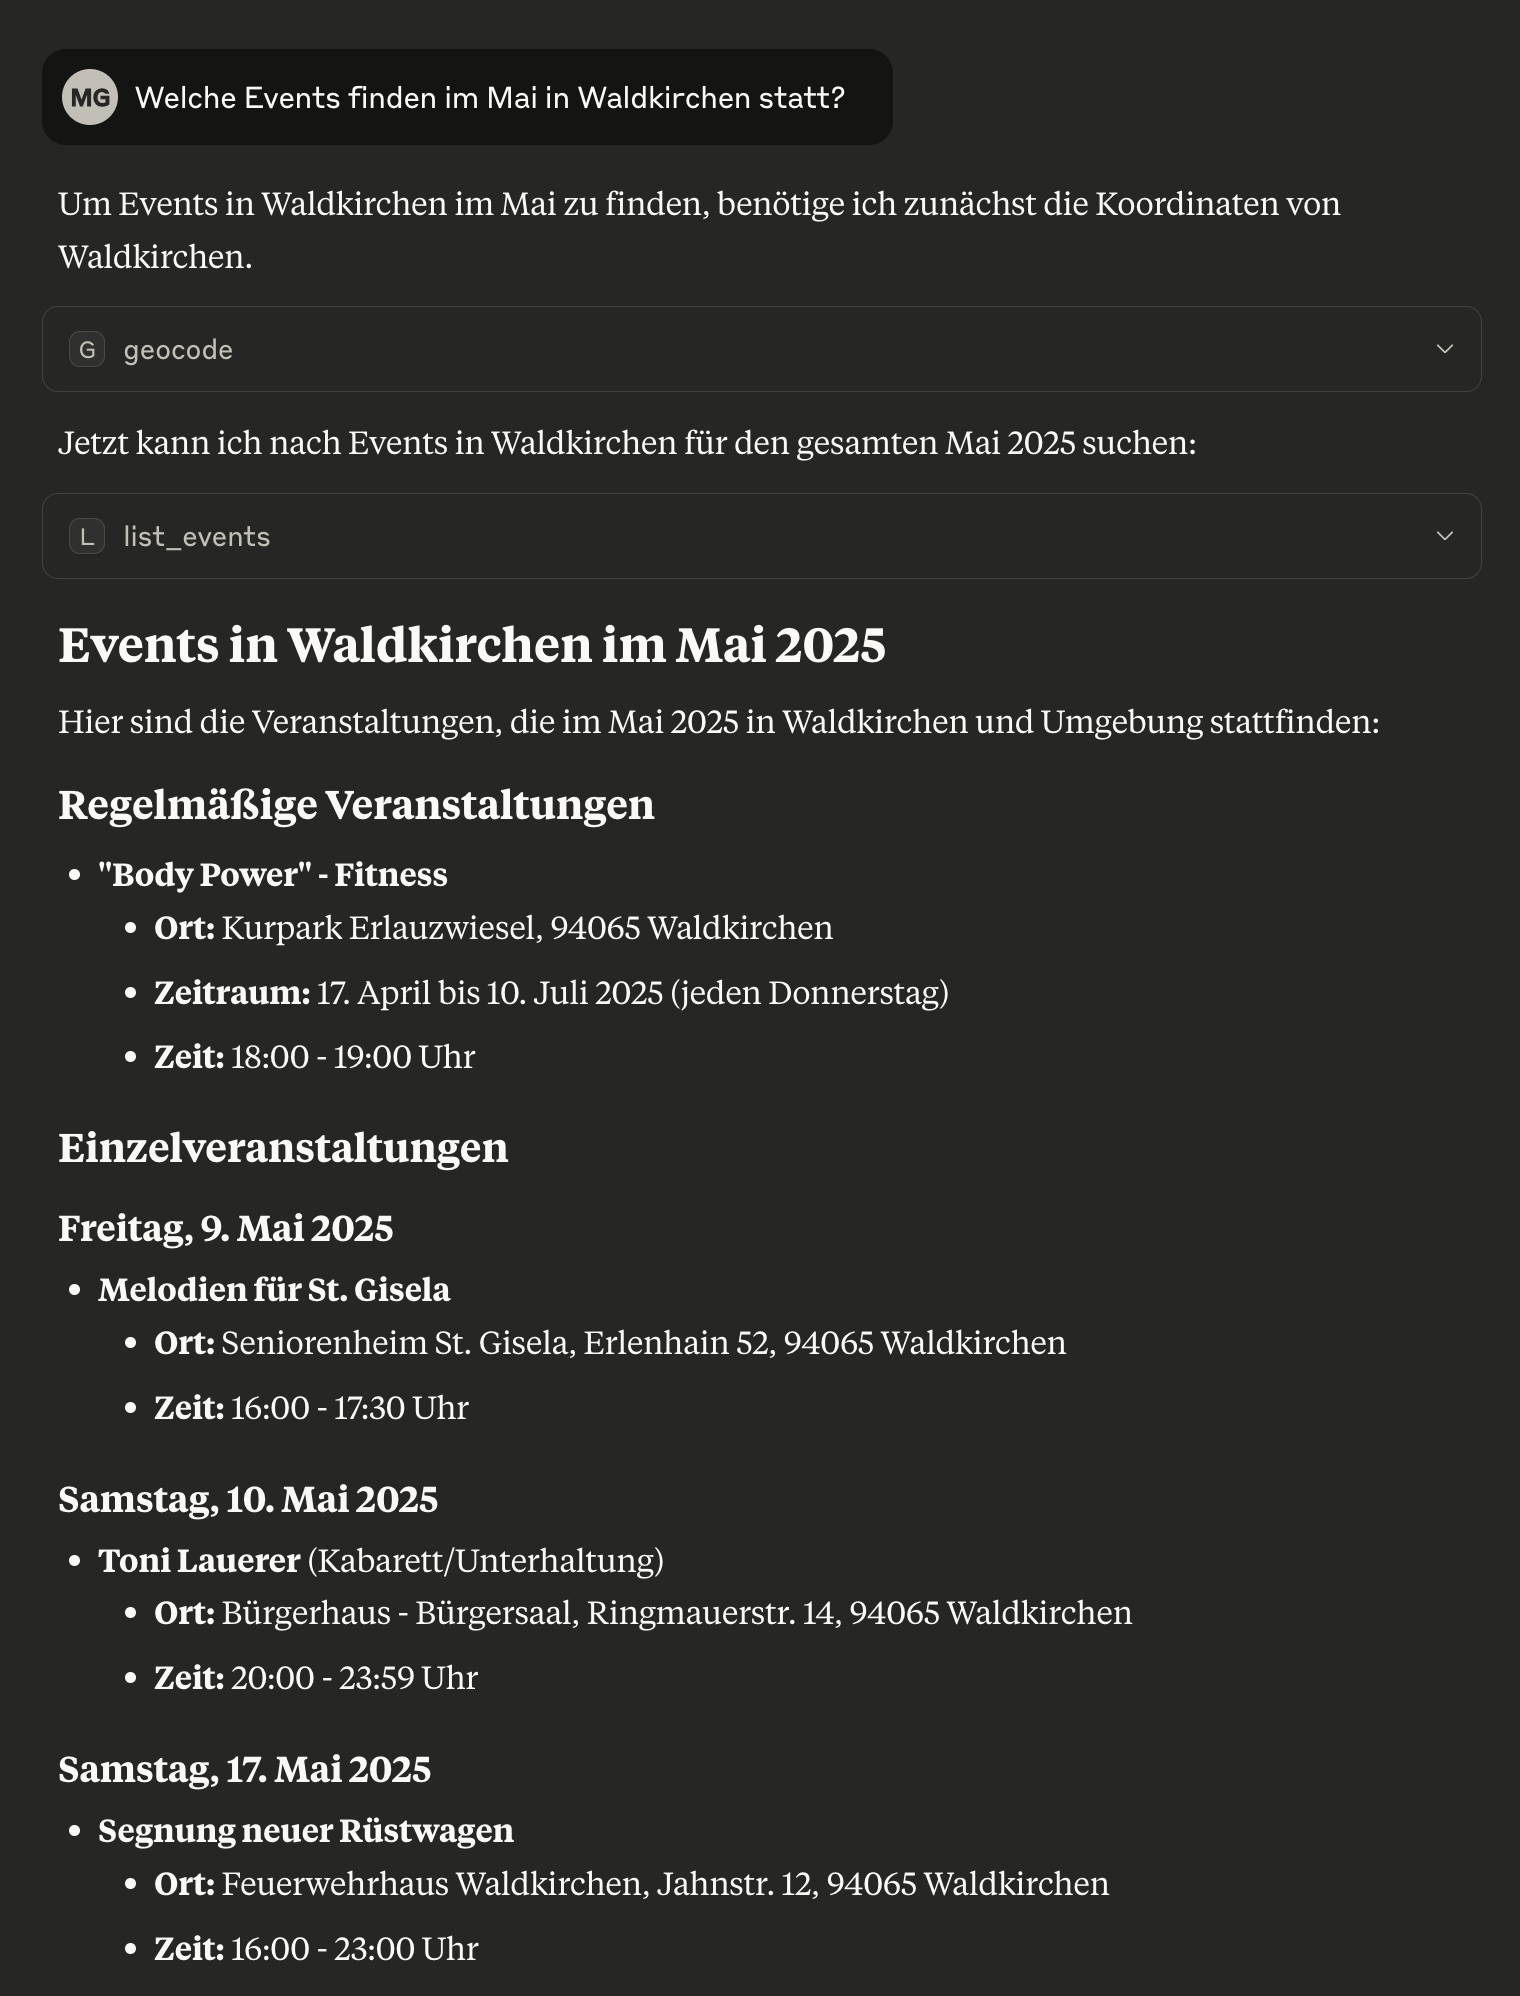 MG Welche Events finden im Mai in Waldkirchen statt?
Um Events in Waldkirchen im Mai zu finden, benötige ich zunächst die Koordinaten von
Waldkirchen.
G geocode
Jetzt kann ich nach Events in Waldkirchen für den gesamten Mai 2025 suchen:
L list_events
Events in Waldkirchen im Mai 2025
Hier sind die Veranstaltungen, die im Mai 2025 in Waldkirchen und Umgebung stattfinden:
Regelmäßige Veranstaltungen
• "Body Power" - Fitness
• Ort: Kurpark Erlauzwiesel, 94065 Waldkirchen
• Zeitraum: 17. April bis 10. Juli 2025 (jeden Donnerstag)
• Zeit: 18:00 - 19:00 Uhr
Einzelveranstaltungen
Freitag, 9. Mai 2025
• Melodien für St. Gisela
• Ort: Seniorenheim St. Gisela, Erlenhain 52, 94065 Waldkirchen
• Zeit: 16:00 - 17:30 Uhr
Samstag, 10. Mai 2025
• Toni Lauerer (Kabarett/Unterhaltung)
• Ort: Bürgerhaus - Bürgersaal, Ringmauerstr. 14, 94065 Waldkirchen
• Zeit: 20:00 - 23:59 Uhr
Samstag, 17. Mai 2025
• Segnung neuer Rüstwagen
• Ort: Feuerwehrhaus Waldkirchen, Jahnstr. 12, 94065 Waldkirchen
• Zeit: 16:00 - 23:00 Uhr